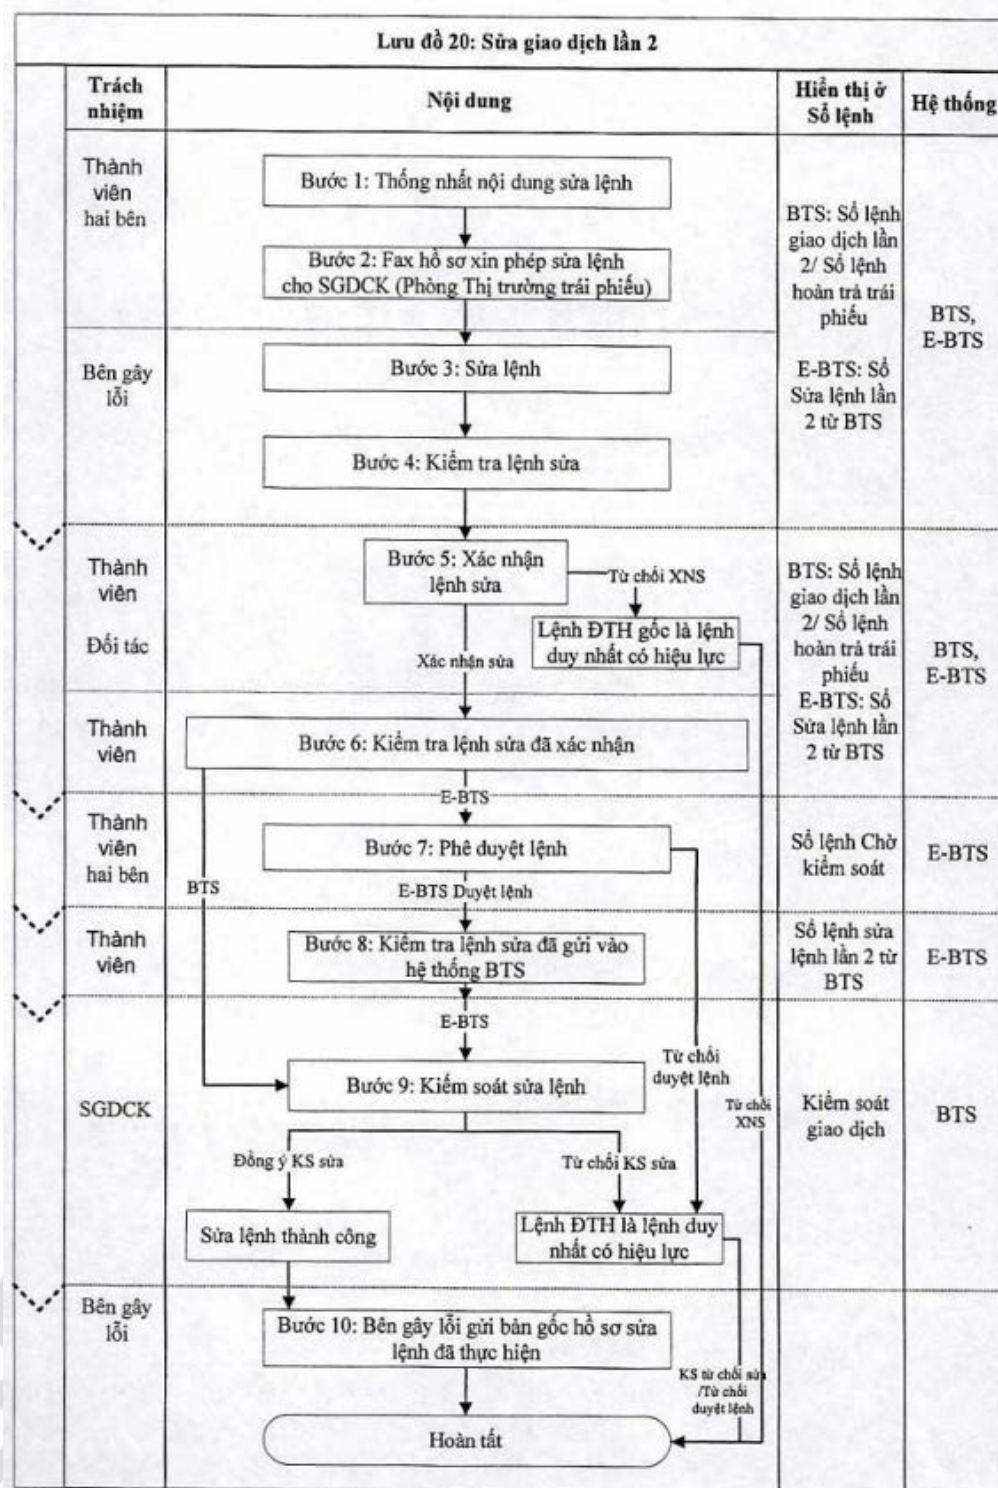 Lưu đồ 20: Sửa giao dịch lần 2
Trách
nhiệm
Nội dung
Hiển thị ở
Sổ lệnh
Hệ thống
Thành
viên
hai bên
Bước 1: Thống nhất nội dung sửa lệnh
Bước 2: Fax hồ sơ xin phép sửa lệnh
cho SGDCK (Phòng Thị trường trái phiếu)
BTS: Sổ lệnh
giao dịch lần
2/ Sổ lệnh
hoàn trả trái
phiếu
E-BTS: Sổ
Sửa lệnh lần
2 từ BTS
BTS,
E-BTS
Bên gây
lỗi
Bước 3: Sửa lệnh
Bước 4: Kiểm tra lệnh sửa
Thành
viên
Đối tác
Bước 5: Xác nhận
lệnh sửa
Từ chối XNS
Lệnh ĐTH gốc là lệnh
duy nhất có hiệu lực
Xác nhận sửa
BTS: Sổ lệnh
giao dịch lần
2/ Sổ lệnh
hoàn trả trái
phiếu
E-BTS: Sổ
Sửa lệnh lần
2 từ BTS
BTS,
E-BTS
Thành
viên
Bước 6: Kiểm tra lệnh sửa đã xác nhận
E-BTS
BTS
Thành
viên
hai bên
Bước 7: Phê duyệt lệnh
E-BTS Duyệt lệnh
Sổ lệnh Chờ
kiểm soát
E-BTS
Thành
viên
Bước 8: Kiểm tra lệnh sửa đã gửi vào
hệ thống BTS
Sổ lệnh sửa
lệnh lần 2 từ
BTS
E-BTS
E-BTS
SGDCK
Bước 9: Kiểm soát sửa lệnh
Từ chối
duyệt lệnh
Từ chối
XNS
Kiểm soát
giao dịch
BTS
Đồng ý KS sửa
Từ chối KS sửa
Sửa lệnh thành công
Lệnh ĐTH là lệnh duy
nhất có hiệu lực
Bên gây
lỗi
Bước 10: Bên gây lỗi gửi bản gốc hồ sơ sửa
lệnh đã thực hiện
KS từ chối sửa
/Từ chối
duyệt lệnh
Hoàn tất